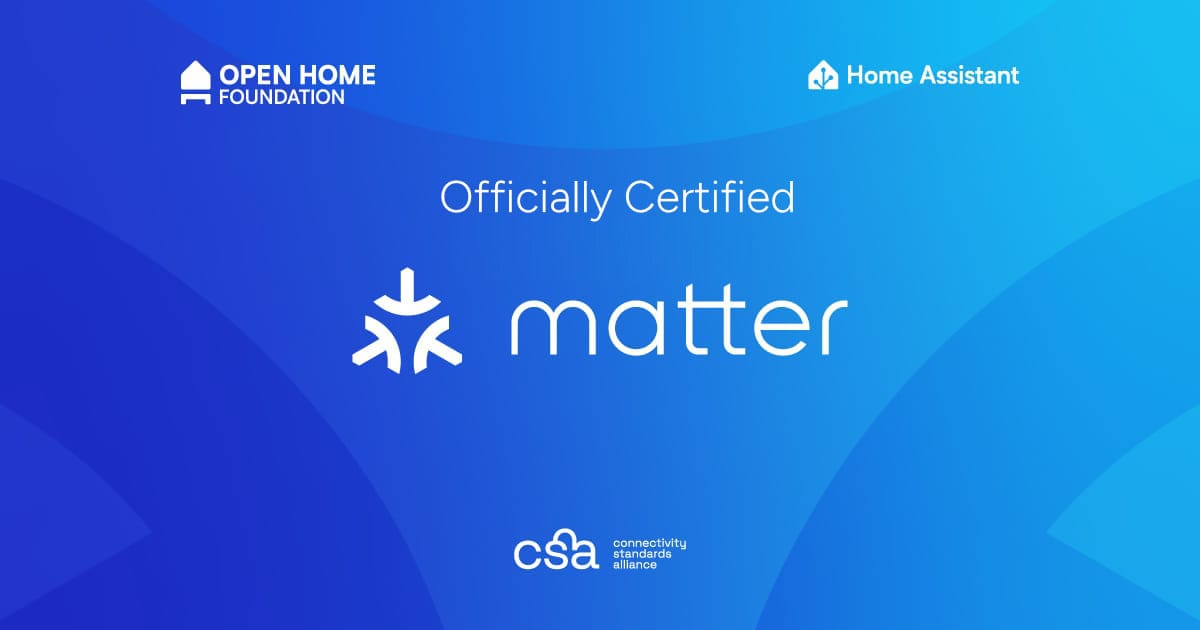 OPEN HOME
FOUNDATION
Home Assistant
Officially Certified
matter
csa
connectivity
standards
alliance